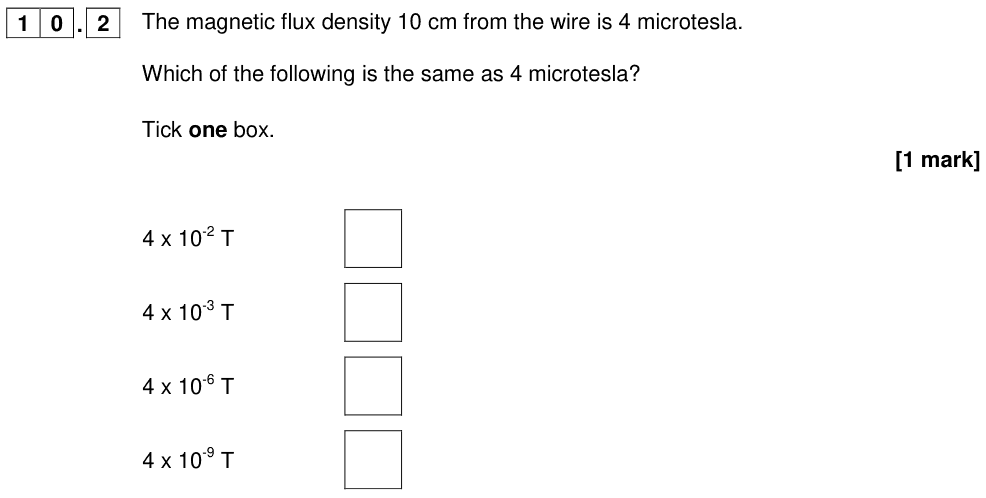 10.2 The magnetic flux density 10 cm from the wire is 4 microtesla.
Which of the following is the same as 4 microtesla?
Tick one box.
[1 mark]
4 x 10⁻² T
4 x 10⁻³ T
4 x 10⁻⁶ T
4 x 10⁻⁹ T